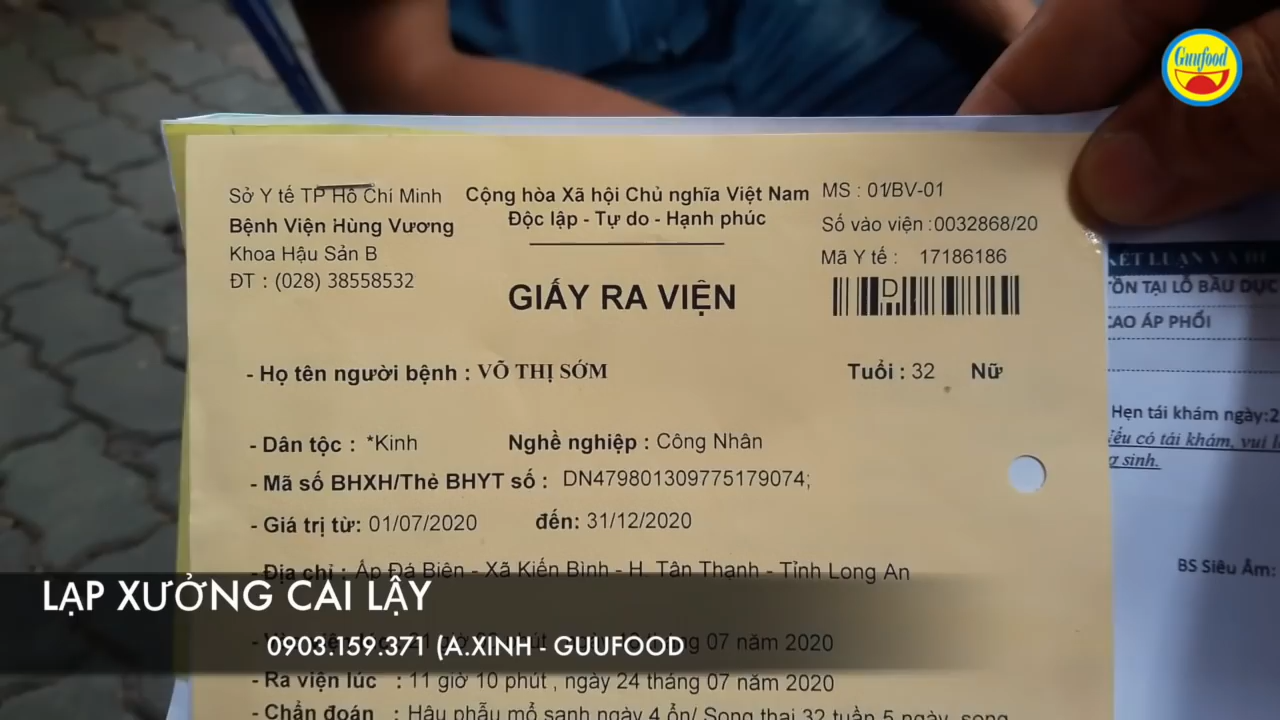 Guufood
Sở Y tế TP Hồ Chí Minh
Cộng hòa Xã hội Chủ nghĩa Việt Nam
MS : 01/BV-01
Bệnh Viện Hùng Vương
Độc lập - Tự do - Hạnh phúc
Số vào viện :0032868/20
Khoa Hậu Sản B
Mã Y tế : 17186186
ĐT : (028) 38558532
D
GIẤY RA VIỆN
- Họ tên người bệnh : VÕ THỊ SỚM
Tuổi : 32 Nữ
- Dân tộc : *Kinh
Nghề nghiệp : Công Nhân
- Mã số BHXH/Thẻ BHYT số : DN479801309775179074;
- Giá trị từ: 01/07/2020
đến: 31/12/2020
- Địa chỉ : Ấp Đá Biên - Xã Kiến Bình - H. Tân Thạnh - Tỉnh Long An
07 năm 2020
- Ra viện lúc : 11 giờ 10 phút , ngày 24 tháng 07 năm 2020
- Chẩn đoán : Hậu phẫu mổ sanh ngày 4 ổn/ Song thai 32 tuần 5 ngày, song
KẾT LUẬN VÀ
TỒN TẠI LỖ BẦU DỤC
CAO ÁP PHỔI
Hẹn tái khám ngày:2
Nếu có tái khám, vui
sinh.
BS Siêu Âm:
LẠP XƯỞNG CAI LẬY
0903.159.371 (A.XINH - GUUFOOD